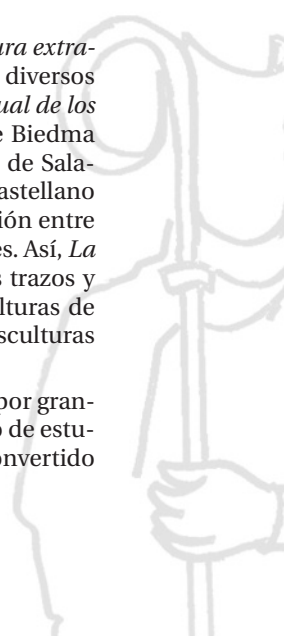 ura extra-
diversos
ual de los
e Biedma
de Sala-
astellano
ión entre
es. Así, La
s trazos y
lturas de
sculturas
por gran-
o de estu-
onvertido